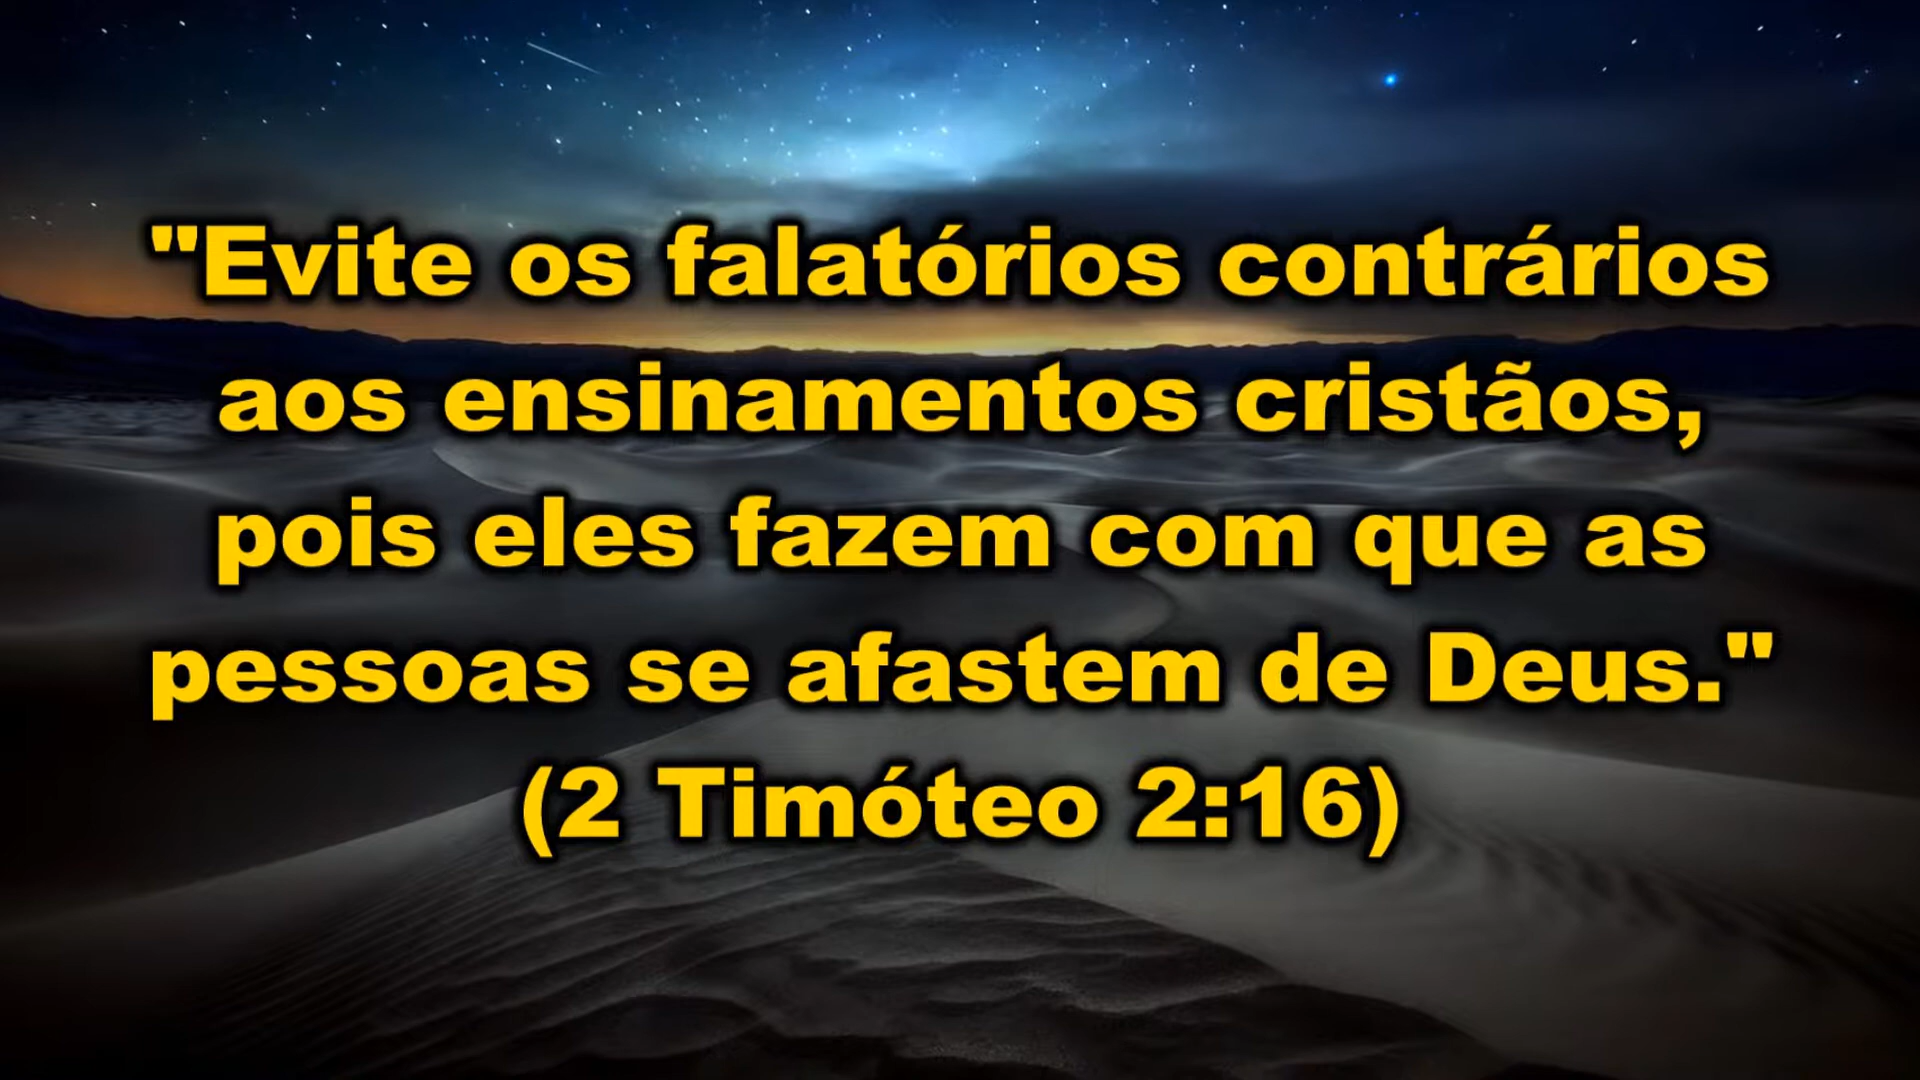 "Evite os falatórios contrários
aos ensinamentos cristãos,
pois eles fazem com que as
pessoas se afastem de Deus."
(2 Timóteo 2:16)